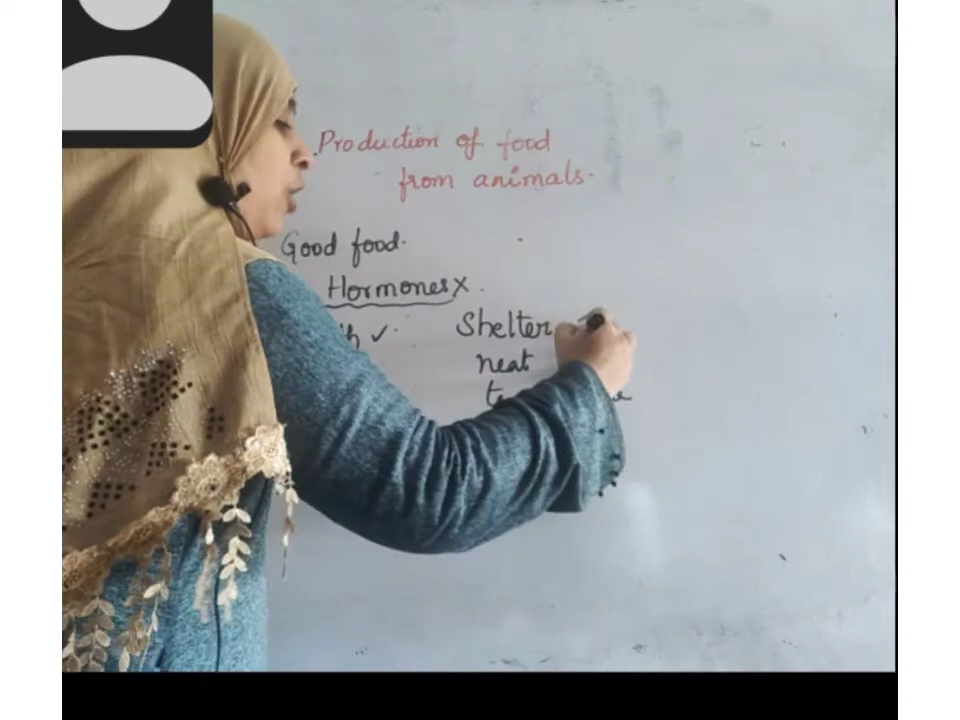 Production of food
from animals.
Good food.
Hormones x.
✓.
Shelter
neat